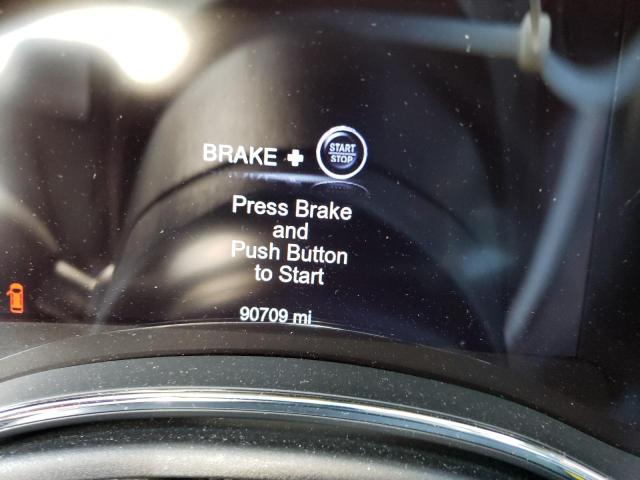 BRAKE + START
STOP
Press Brake
and
Push Button
to Start
90709 mi